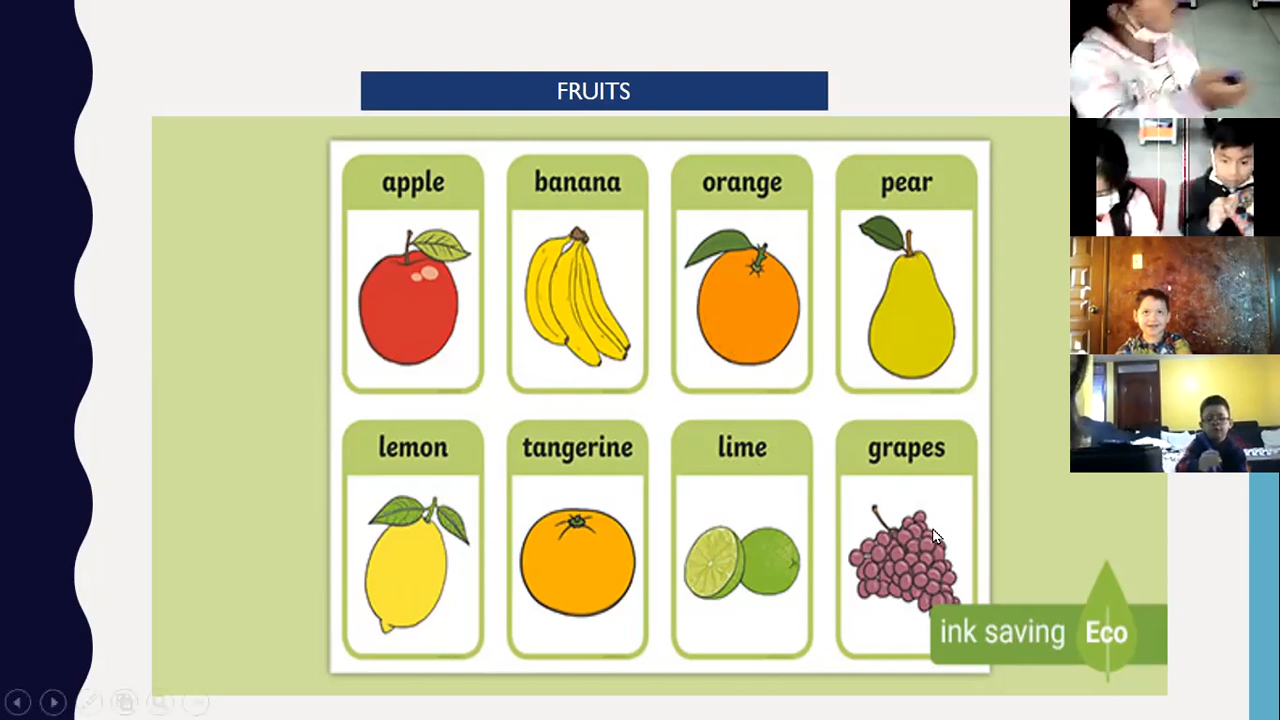 FRUITS
apple banana orange pear
lemon tangerine lime grapes
ink saving Eco